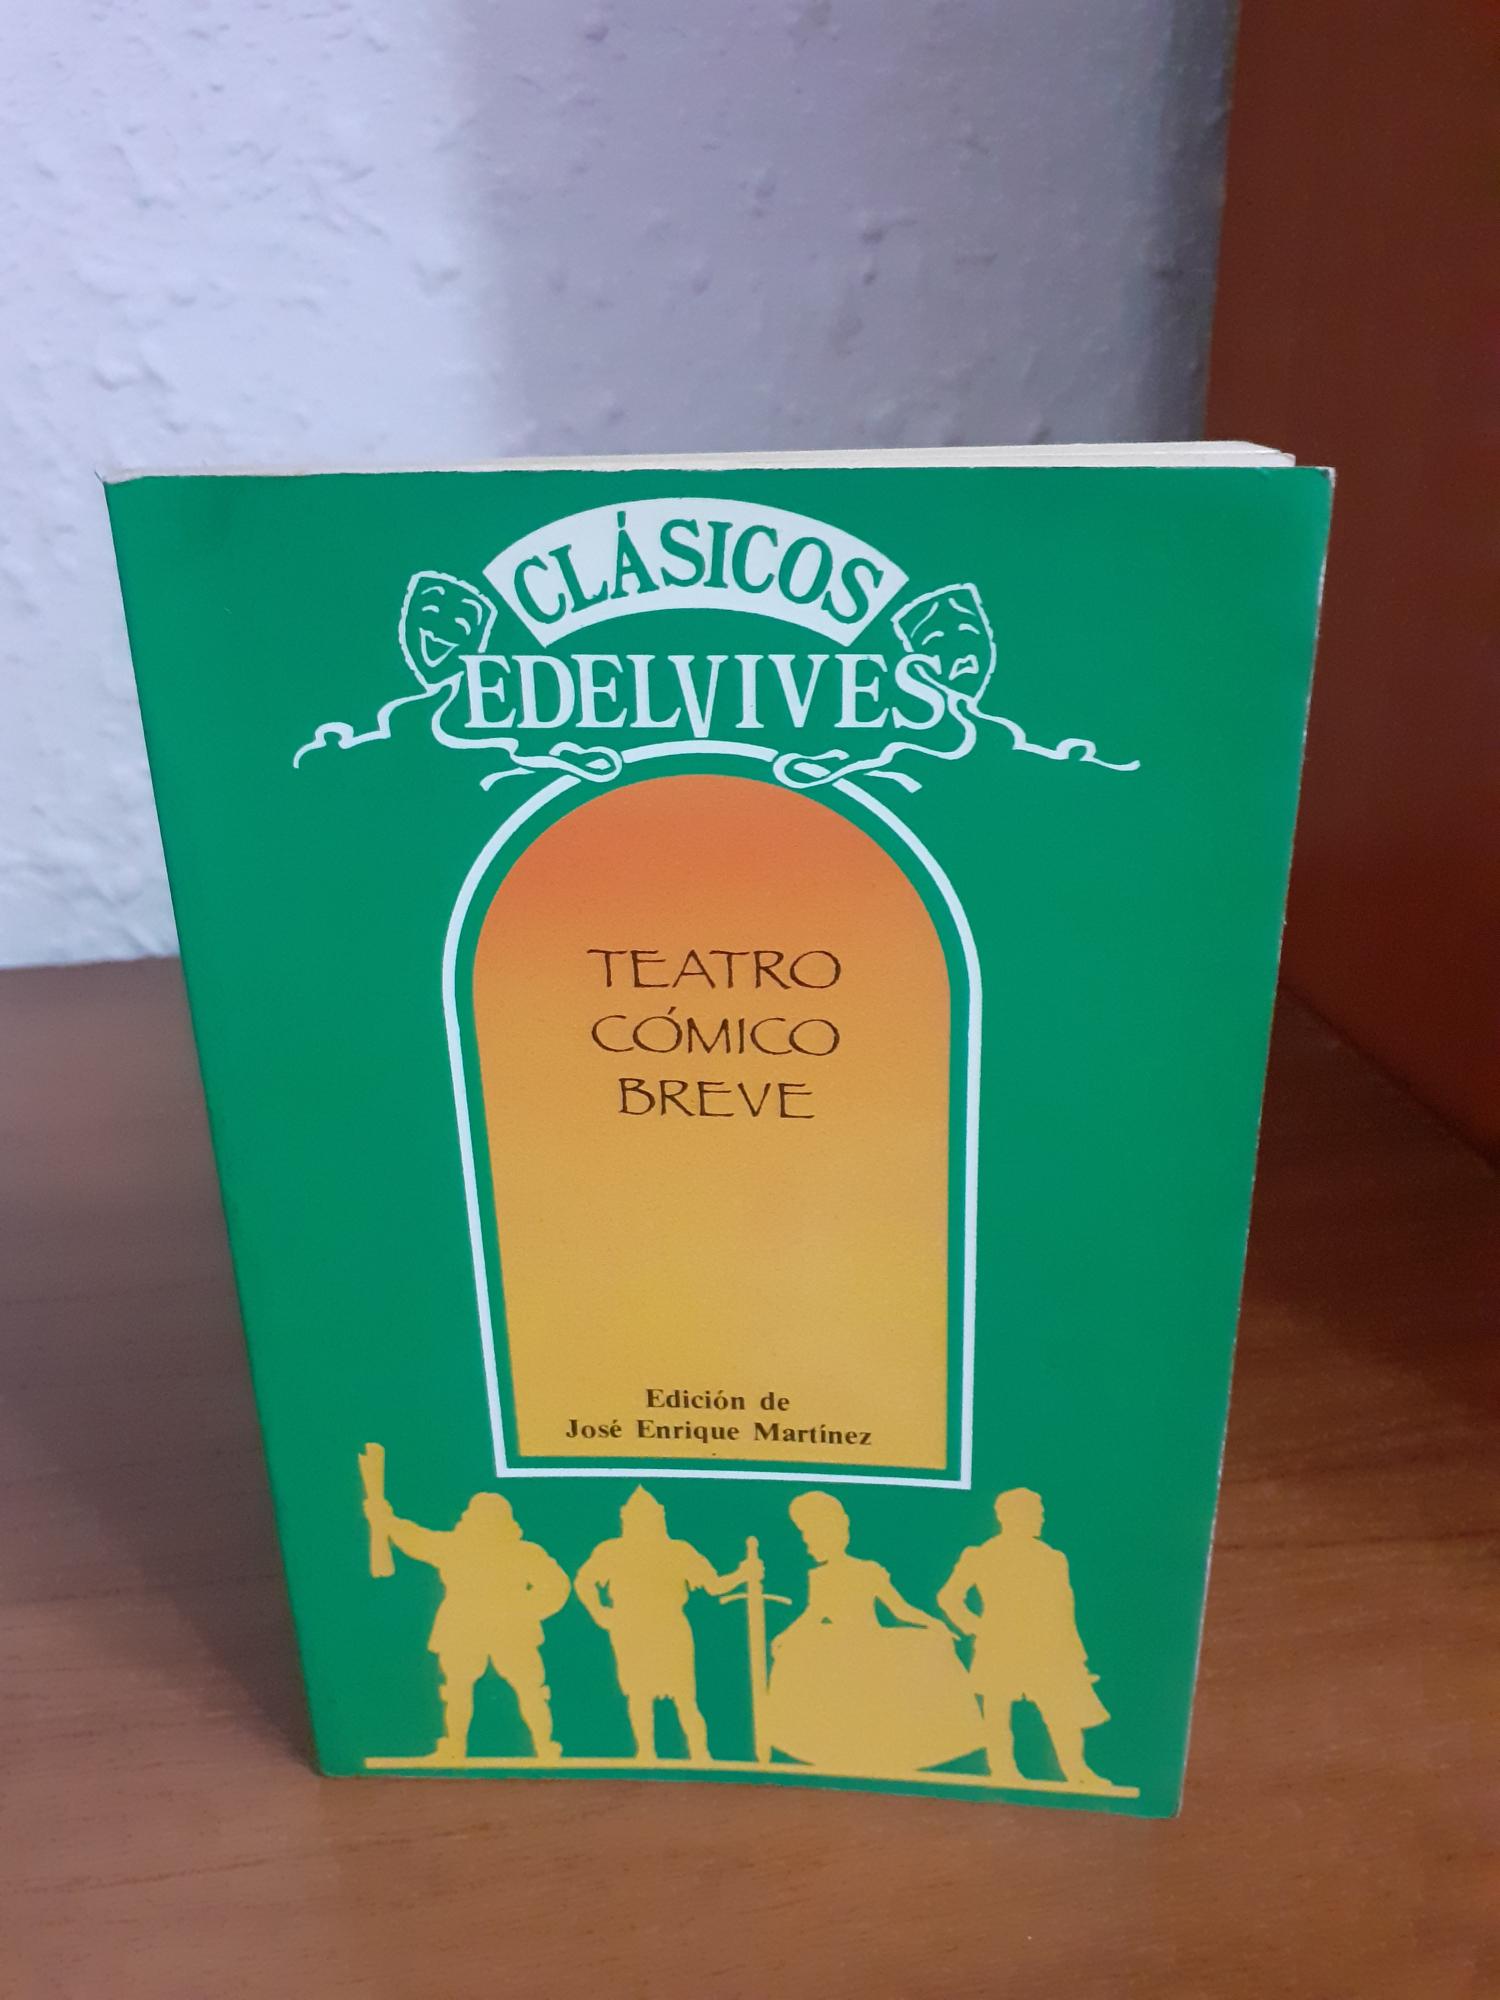 CLÁSICOS
EDELVIVES
TEATRO
CÓMICO
BREVE
Edición de
José Enrique Martínez